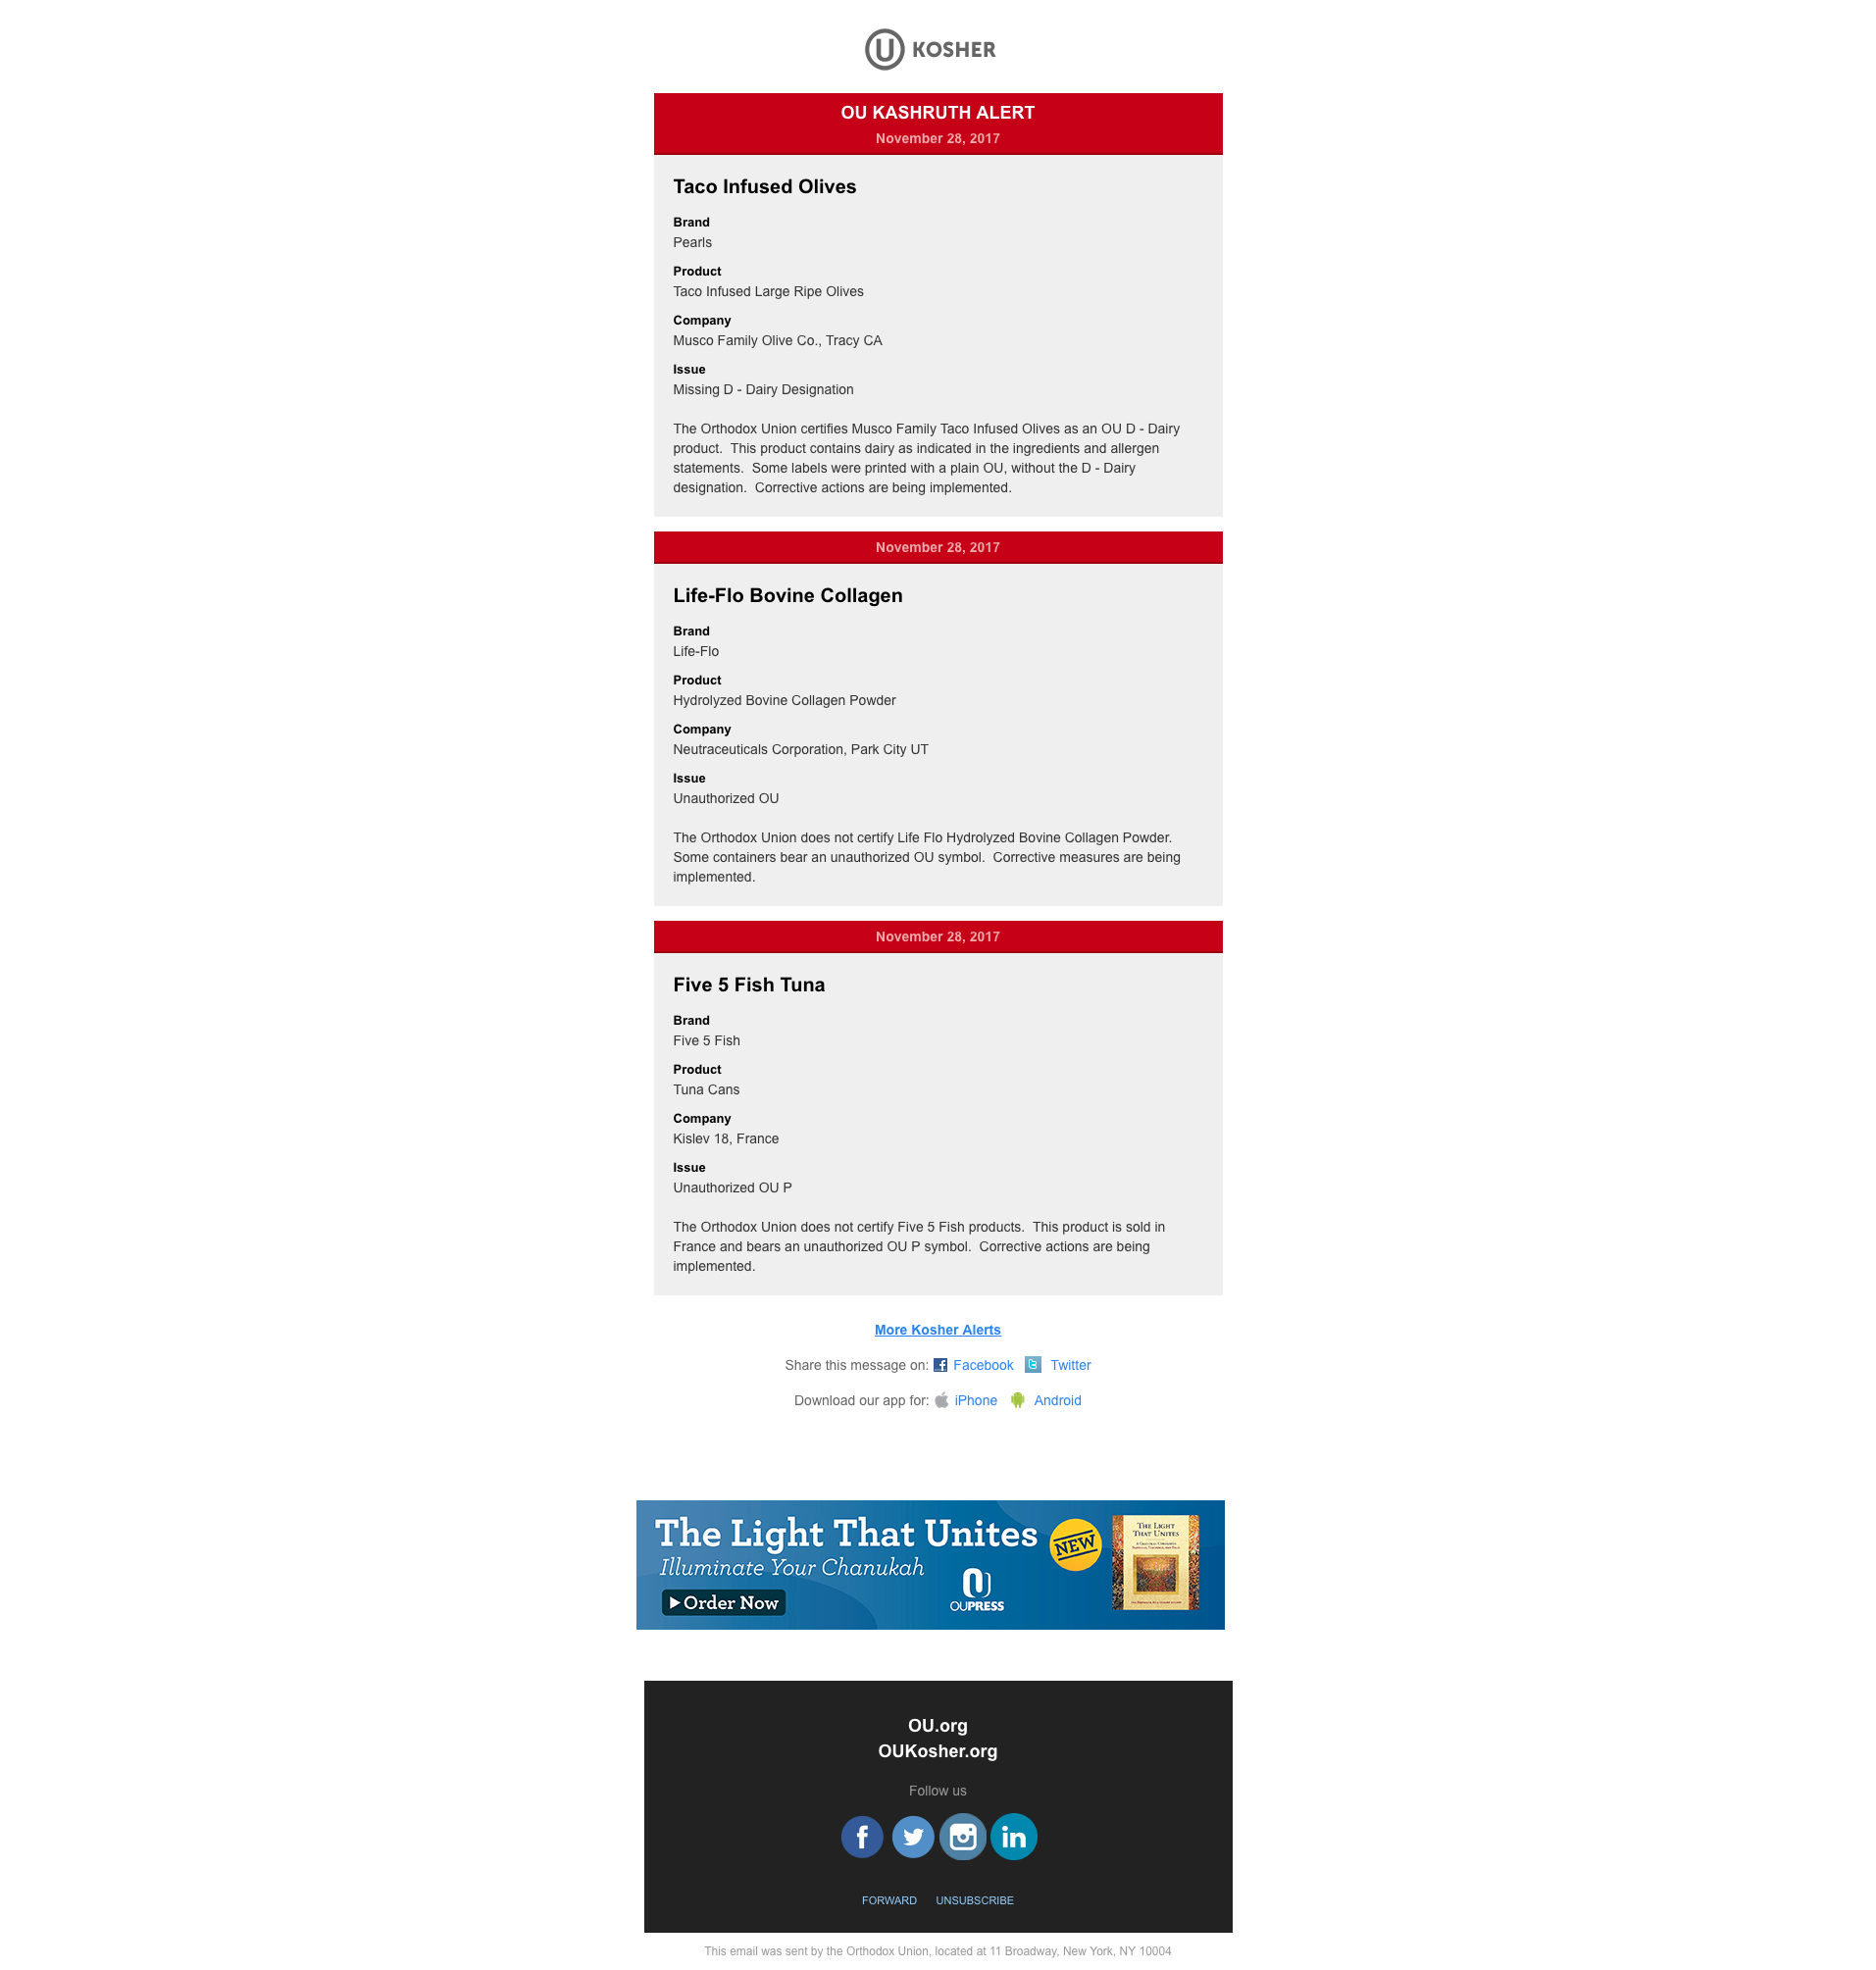 U KOSHER
OU KASHRUTH ALERT
November 28, 2017
Taco Infused Olives
Brand
Pearls
Product
Taco Infused Large Ripe Olives
Company
Musco Family Olive Co., Tracy CA
Issue
Missing D - Dairy Designation
The Orthodox Union certifies Musco Family Taco Infused Olives as an OU D - Dairy
product.  This product contains dairy as indicated in the ingredients and allergen
statements.  Some labels were printed with a plain OU, without the D - Dairy
designation.  Corrective actions are being implemented.
November 28, 2017
Life-Flo Bovine Collagen
Brand
Life-Flo
Product
Hydrolyzed Bovine Collagen Powder
Company
Neutraceuticals Corporation, Park City UT
Issue
Unauthorized OU
The Orthodox Union does not certify Life Flo Hydrolyzed Bovine Collagen Powder.
Some containers bear an unauthorized OU symbol.  Corrective measures are being
implemented.
November 28, 2017
Five 5 Fish Tuna
Brand
Five 5 Fish
Product
Tuna Cans
Company
Kislev 18, France
Issue
Unauthorized OU P
The Orthodox Union does not certify Five 5 Fish products.  This product is sold in
France and bears an unauthorized OU P symbol.  Corrective actions are being
implemented.
More Kosher Alerts
Share this message on: Facebook Twitter
Download our app for: iPhone Android
The Light That Unites
Illuminate Your Chanukah
Order Now
OUPRESS
NEW
THE LIGHT
THAT UNITES
OU.org
OUKosher.org
Follow us
FORWARD UNSUBSCRIBE
This email was sent by the Orthodox Union, located at 11 Broadway, New York, NY 10004